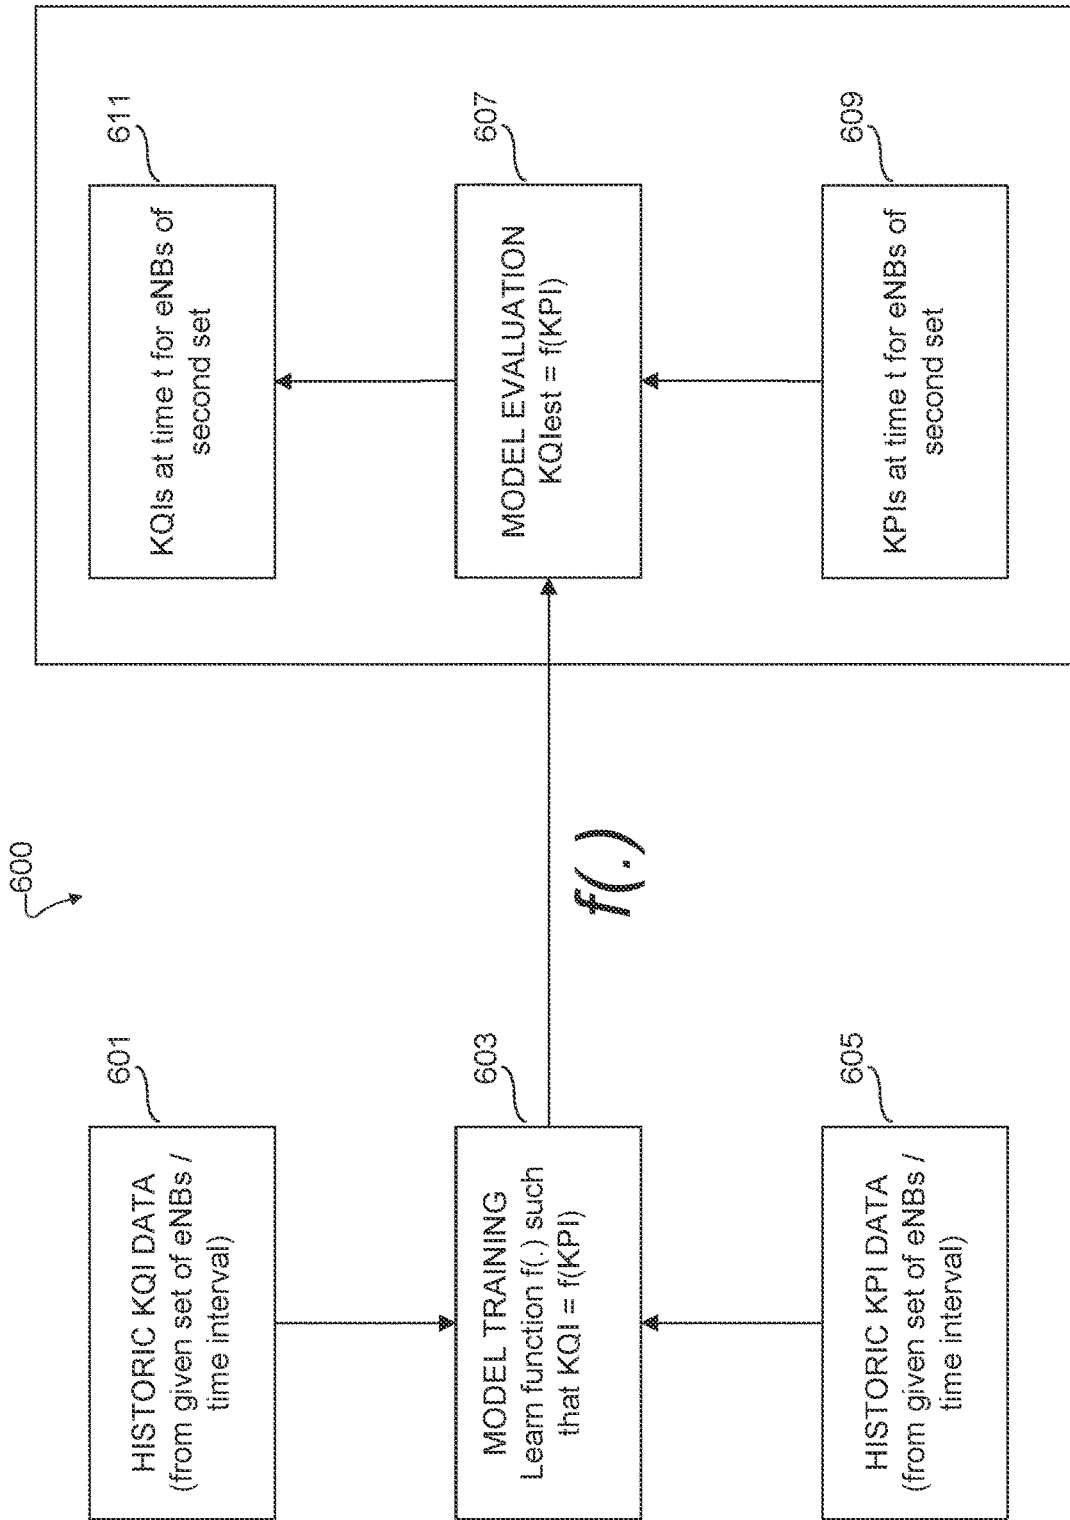 600
601
HISTORIC KQI DATA
(from given set of eNBs /
time interval)
603
MODEL TRAINING
Learn function f(.) such
that KQI = f(KPI)
605
HISTORIC KPI DATA
(from given set of eNBs /
time interval)
f(.)
611
KQIs at time t for eNBs of
second set
607
MODEL EVALUATION
KQIest = f(KPI)
609
KPIs at time t for eNBs of
second set